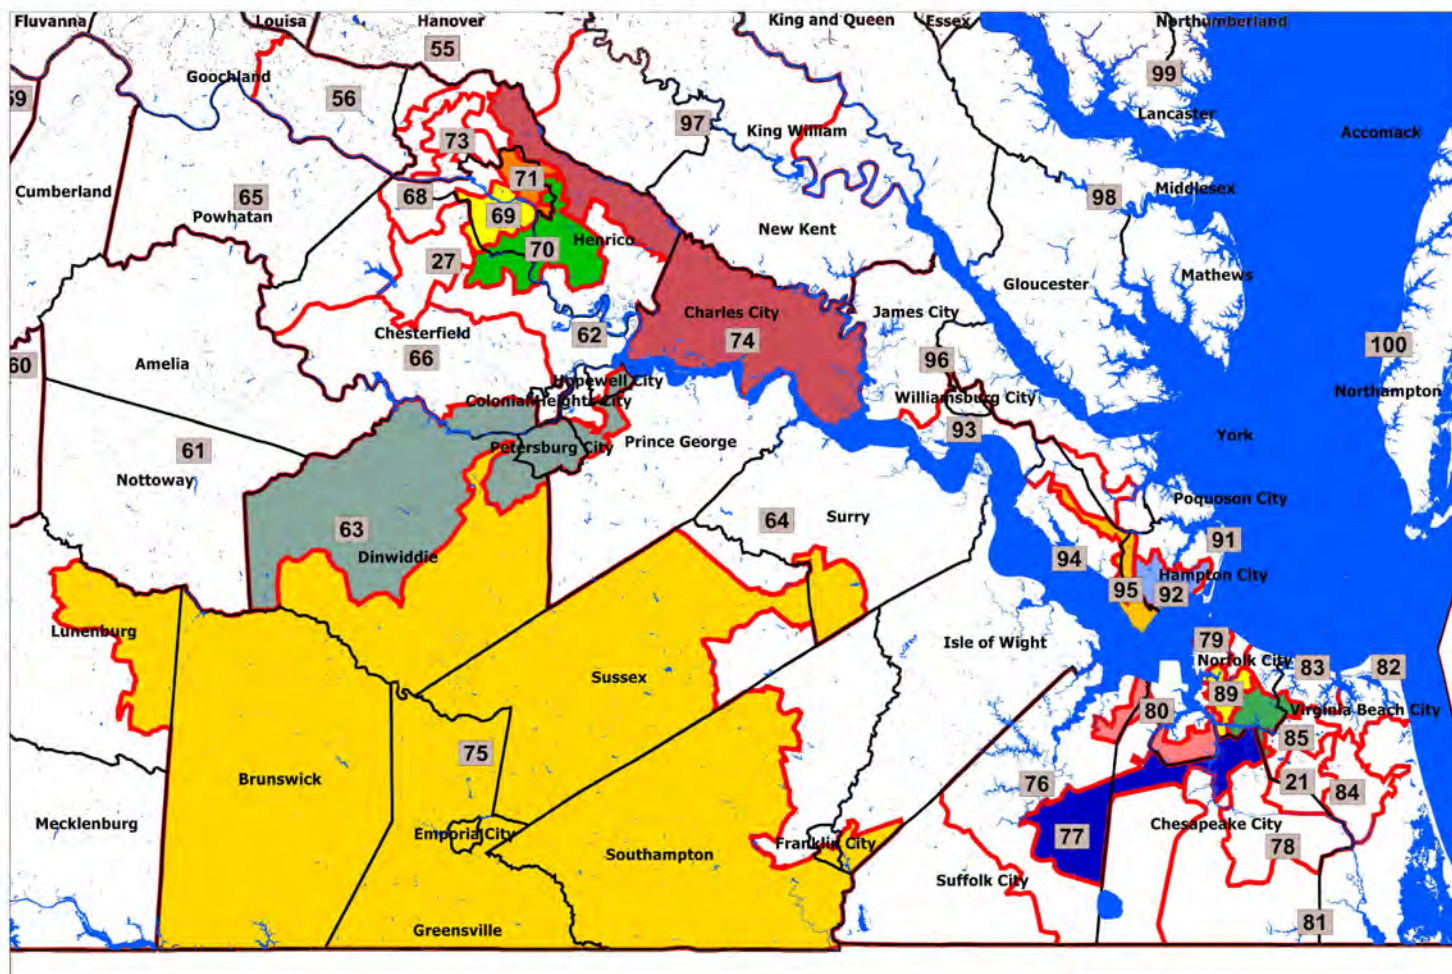 Fluvanna
Louisa
Hanover
King and Queen
Essex
Northumberland
55
Goochland
99
59
56
97
Lancaster
73
King William
Accomack
Cumberland
71
65
68
Middlesex
98
Powhatan
69
New Kent
70
Henrico
27
Mathews
Gloucester
Charles City
James City
Chesterfield
62
74
100
66
96
60
Amelia
Hopewell City
Northampton
Colonial Heights City
Williamsburg City
93
York
Prince George
Petersburg City
61
Nottoway
Poquoson City
64
Surry
63
91
Dinwiddie
94
Hampton City
95
92
Lunenburg
79
Isle of Wight
Norfolk City
83
82
Sussex
89
80
Virginia Beach City
85
75
Brunswick
76
21
84
Mecklenburg
Emporia City
77
Chesapeake City
Franklin City
78
Southampton
Suffolk City
81
Greensville